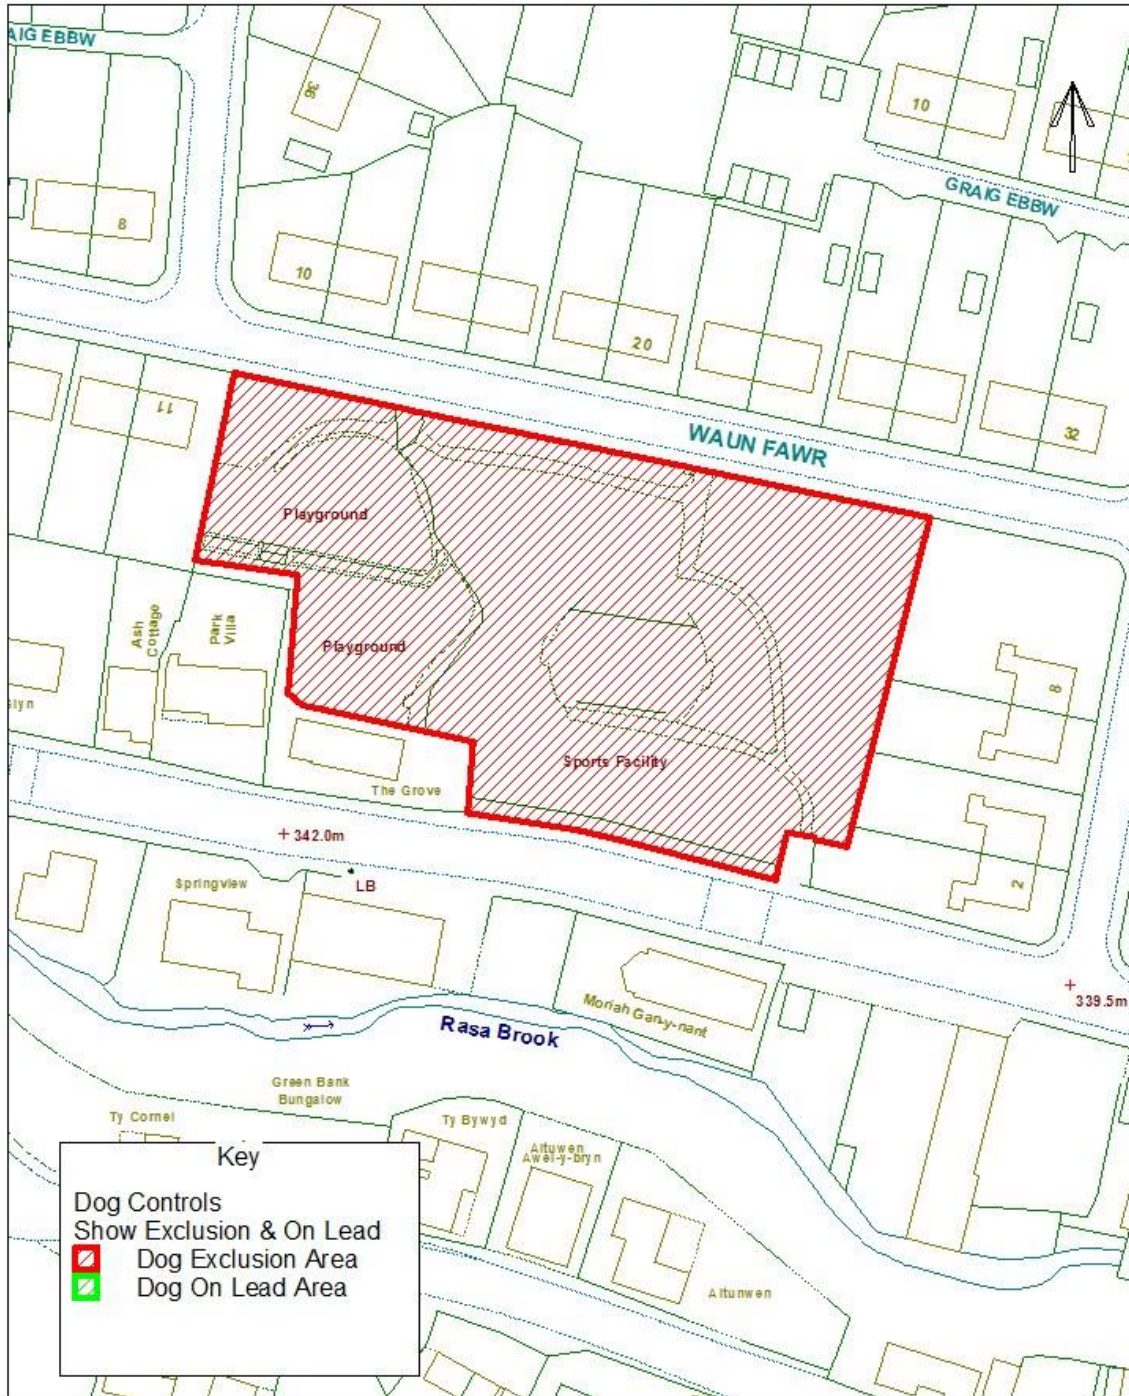 AIG EBBW
36
10
GRAIG EBBW
8
10
20
32
WAUN FAWR
11
Playground
Playground
Ash
Cottage
Park
Villa
slyn
8
Sports Facility
The Grove
342.0m
LB
Springview
2
339.5m
Moriah Gan-y-nant
Rasa Brook
Green Bank
Bungalow
Ty Cornel
Ty Bywyd
Altuwen
Awel-y-bryn
Altunwen
Key
Dog Controls
Show Exclusion & On Lead
Dog Exclusion Area
Dog On Lead Area